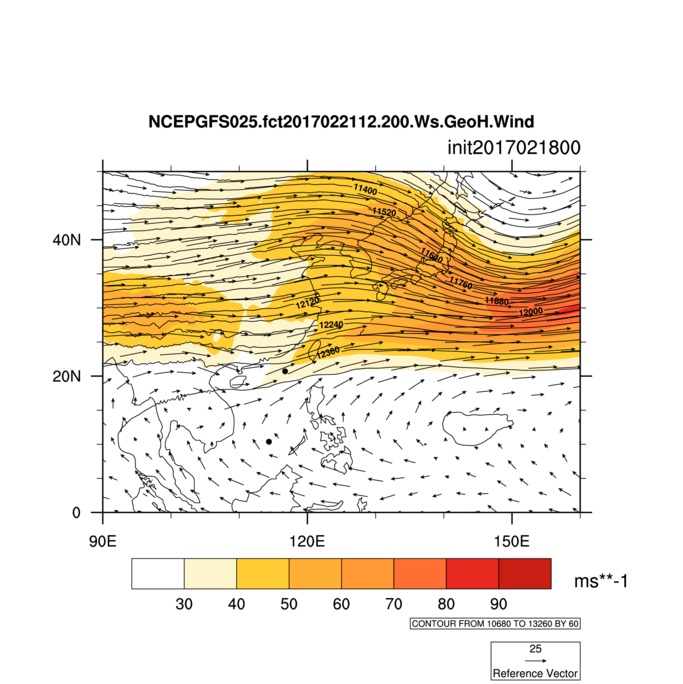 NCEPGFS025.fct2017022112.200.Ws.GeoH.Wind
init2017021800
11400
11520
40N
11640
11760
11880
12000
12120
12240
12360
20N
0
90E 120E 150E
30 40 50 60 70 80 90 ms**-1
CONTOUR FROM 10680 TO 13260 BY 60
25
Reference Vector